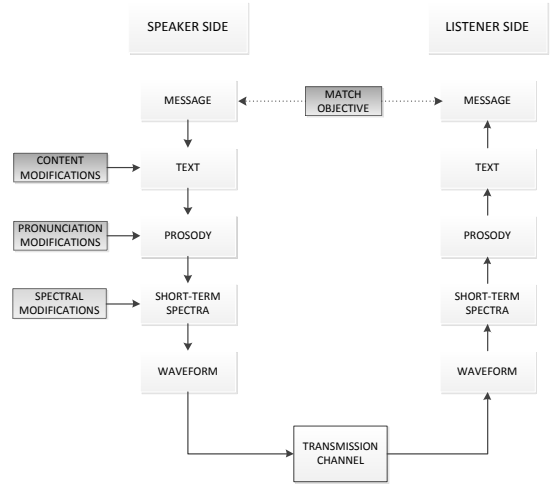 SPEAKER SIDE
LISTENER SIDE
MESSAGE
MATCH
OBJECTIVE
MESSAGE
CONTENT
MODIFICATIONS
TEXT
TEXT
PRONUNCIATION
MODIFICATIONS
PROSODY
PROSODY
SPECTRAL
MODIFICATIONS
SHORT-TERM
SPECTRA
SHORT-TERM
SPECTRA
WAVEFORM
WAVEFORM
TRANSMISSION
CHANNEL